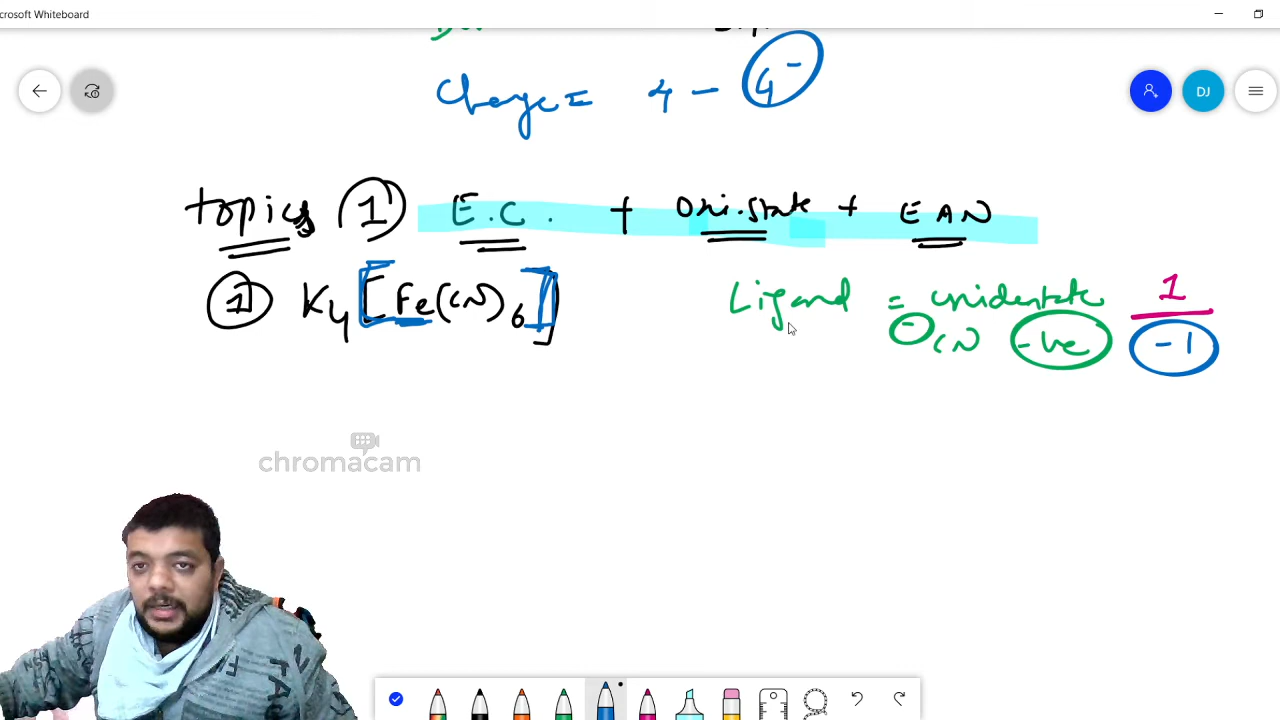 crosoft Whiteboard
Charge = 4 - 4⁻
DJ
topics ① E.C. + Oxi.State + EAN
① K4[Fe(CN)6]
Ligand = unidentate 1
-CN -ve -1
chromacam